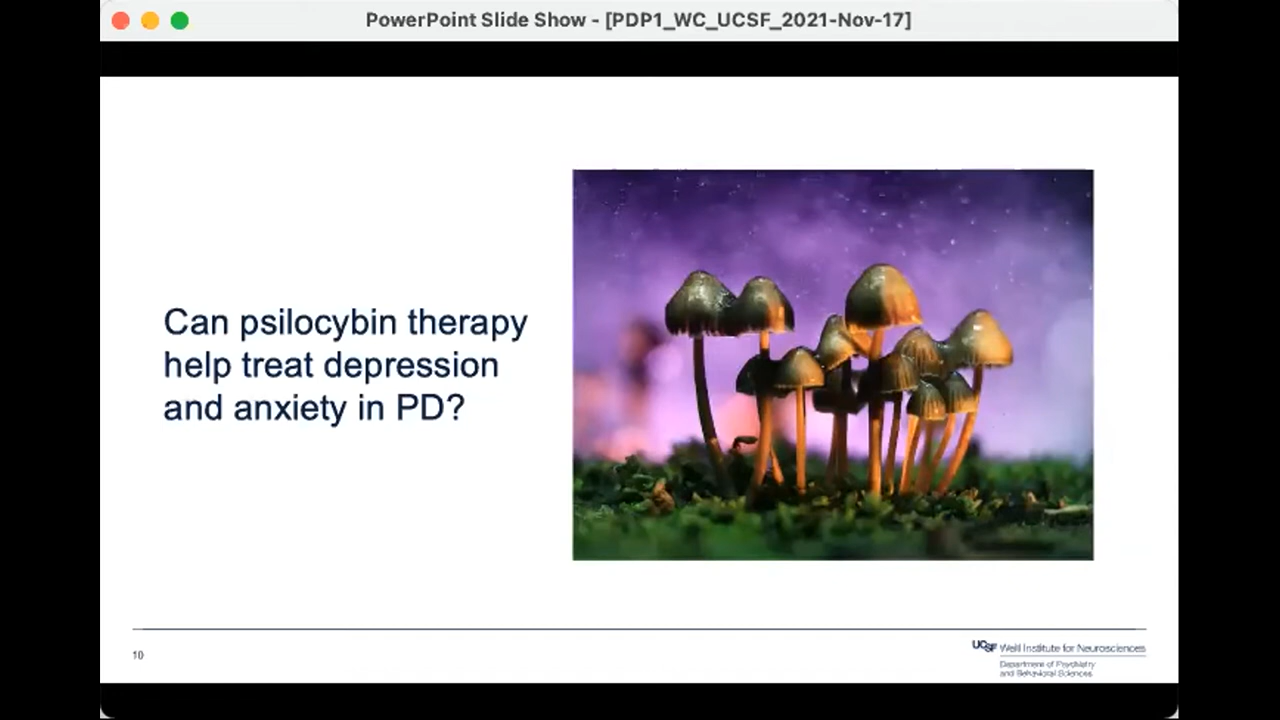 PowerPoint Slide Show - [PDP1_WC_UCSF_2021-Nov-17]
Can psilocybin therapy
help treat depression
and anxiety in PD?
10
UCSF Weill Institute for Neurosciences
Department of Psychiatry
and Behavioral Sciences